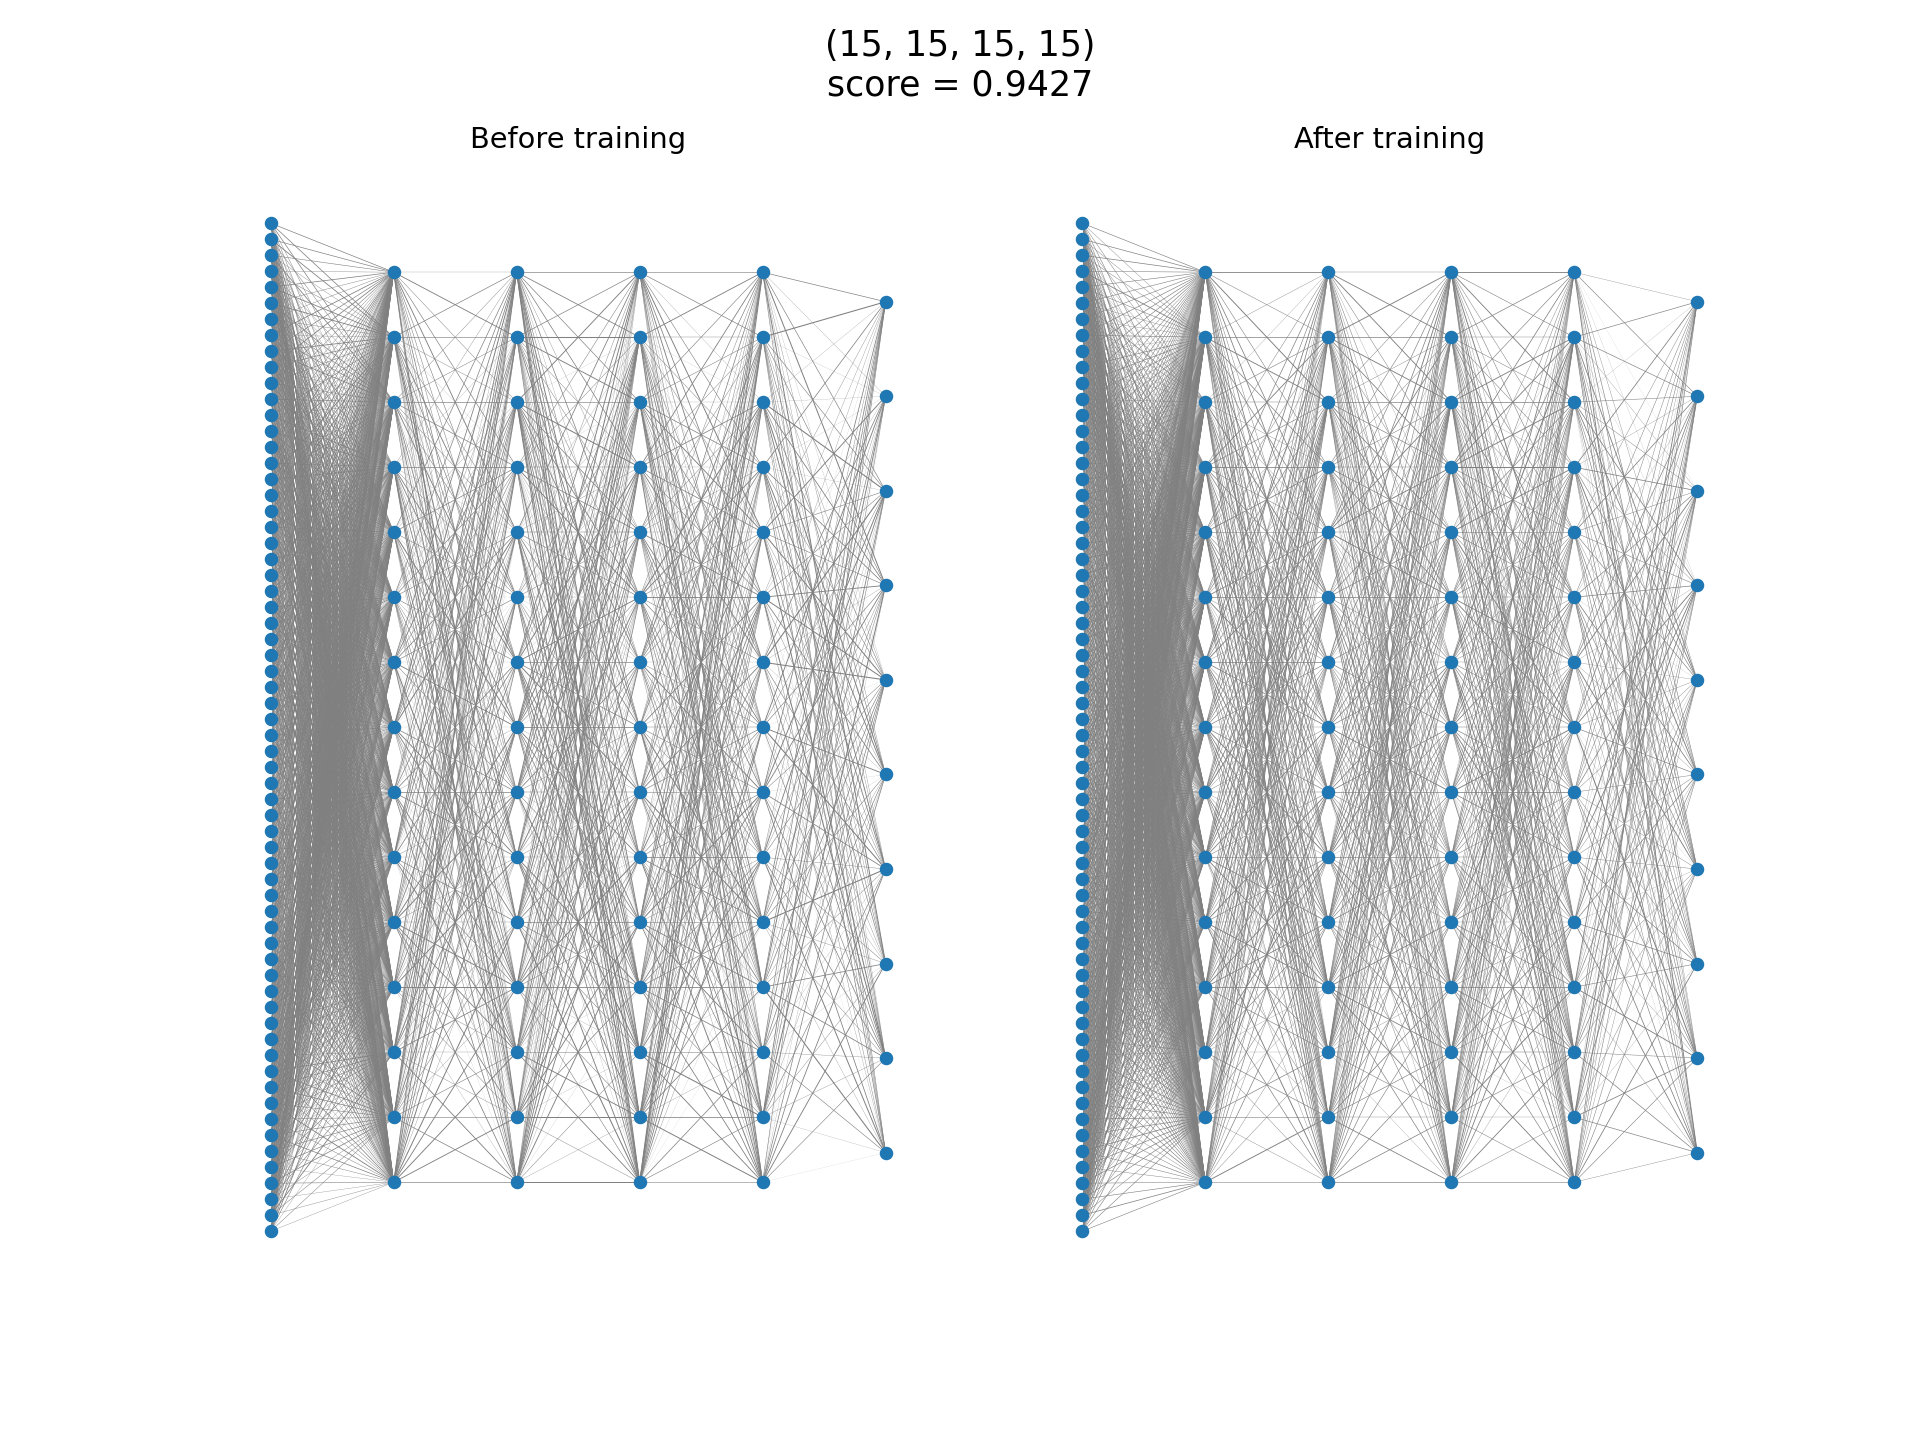 (15, 15, 15, 15)
score = 0.9427
Before training
After training